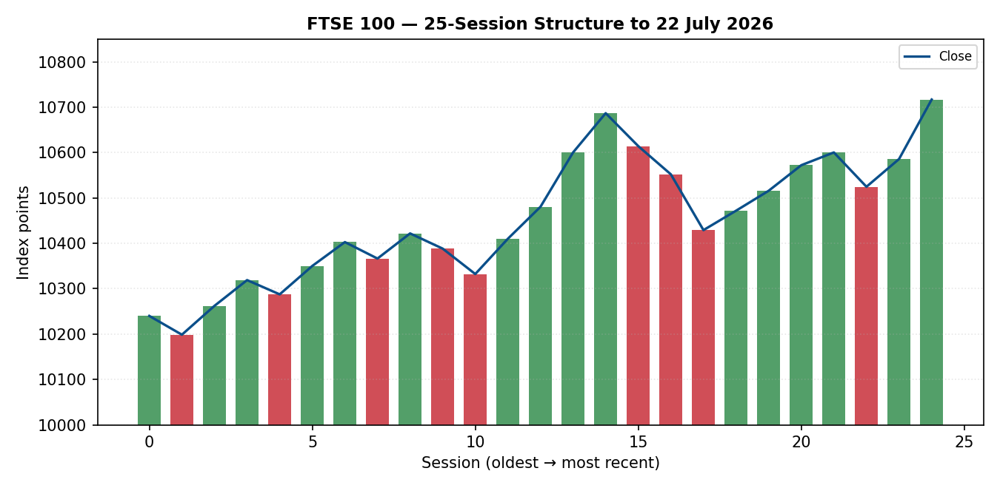 FTSE 100 — 25-Session Structure to 22 July 2026
Close
10800
10700
10600
10500
10400
10300
10200
10100
10000
Index points
0 5 10 15 20 25
Session (oldest → most recent)